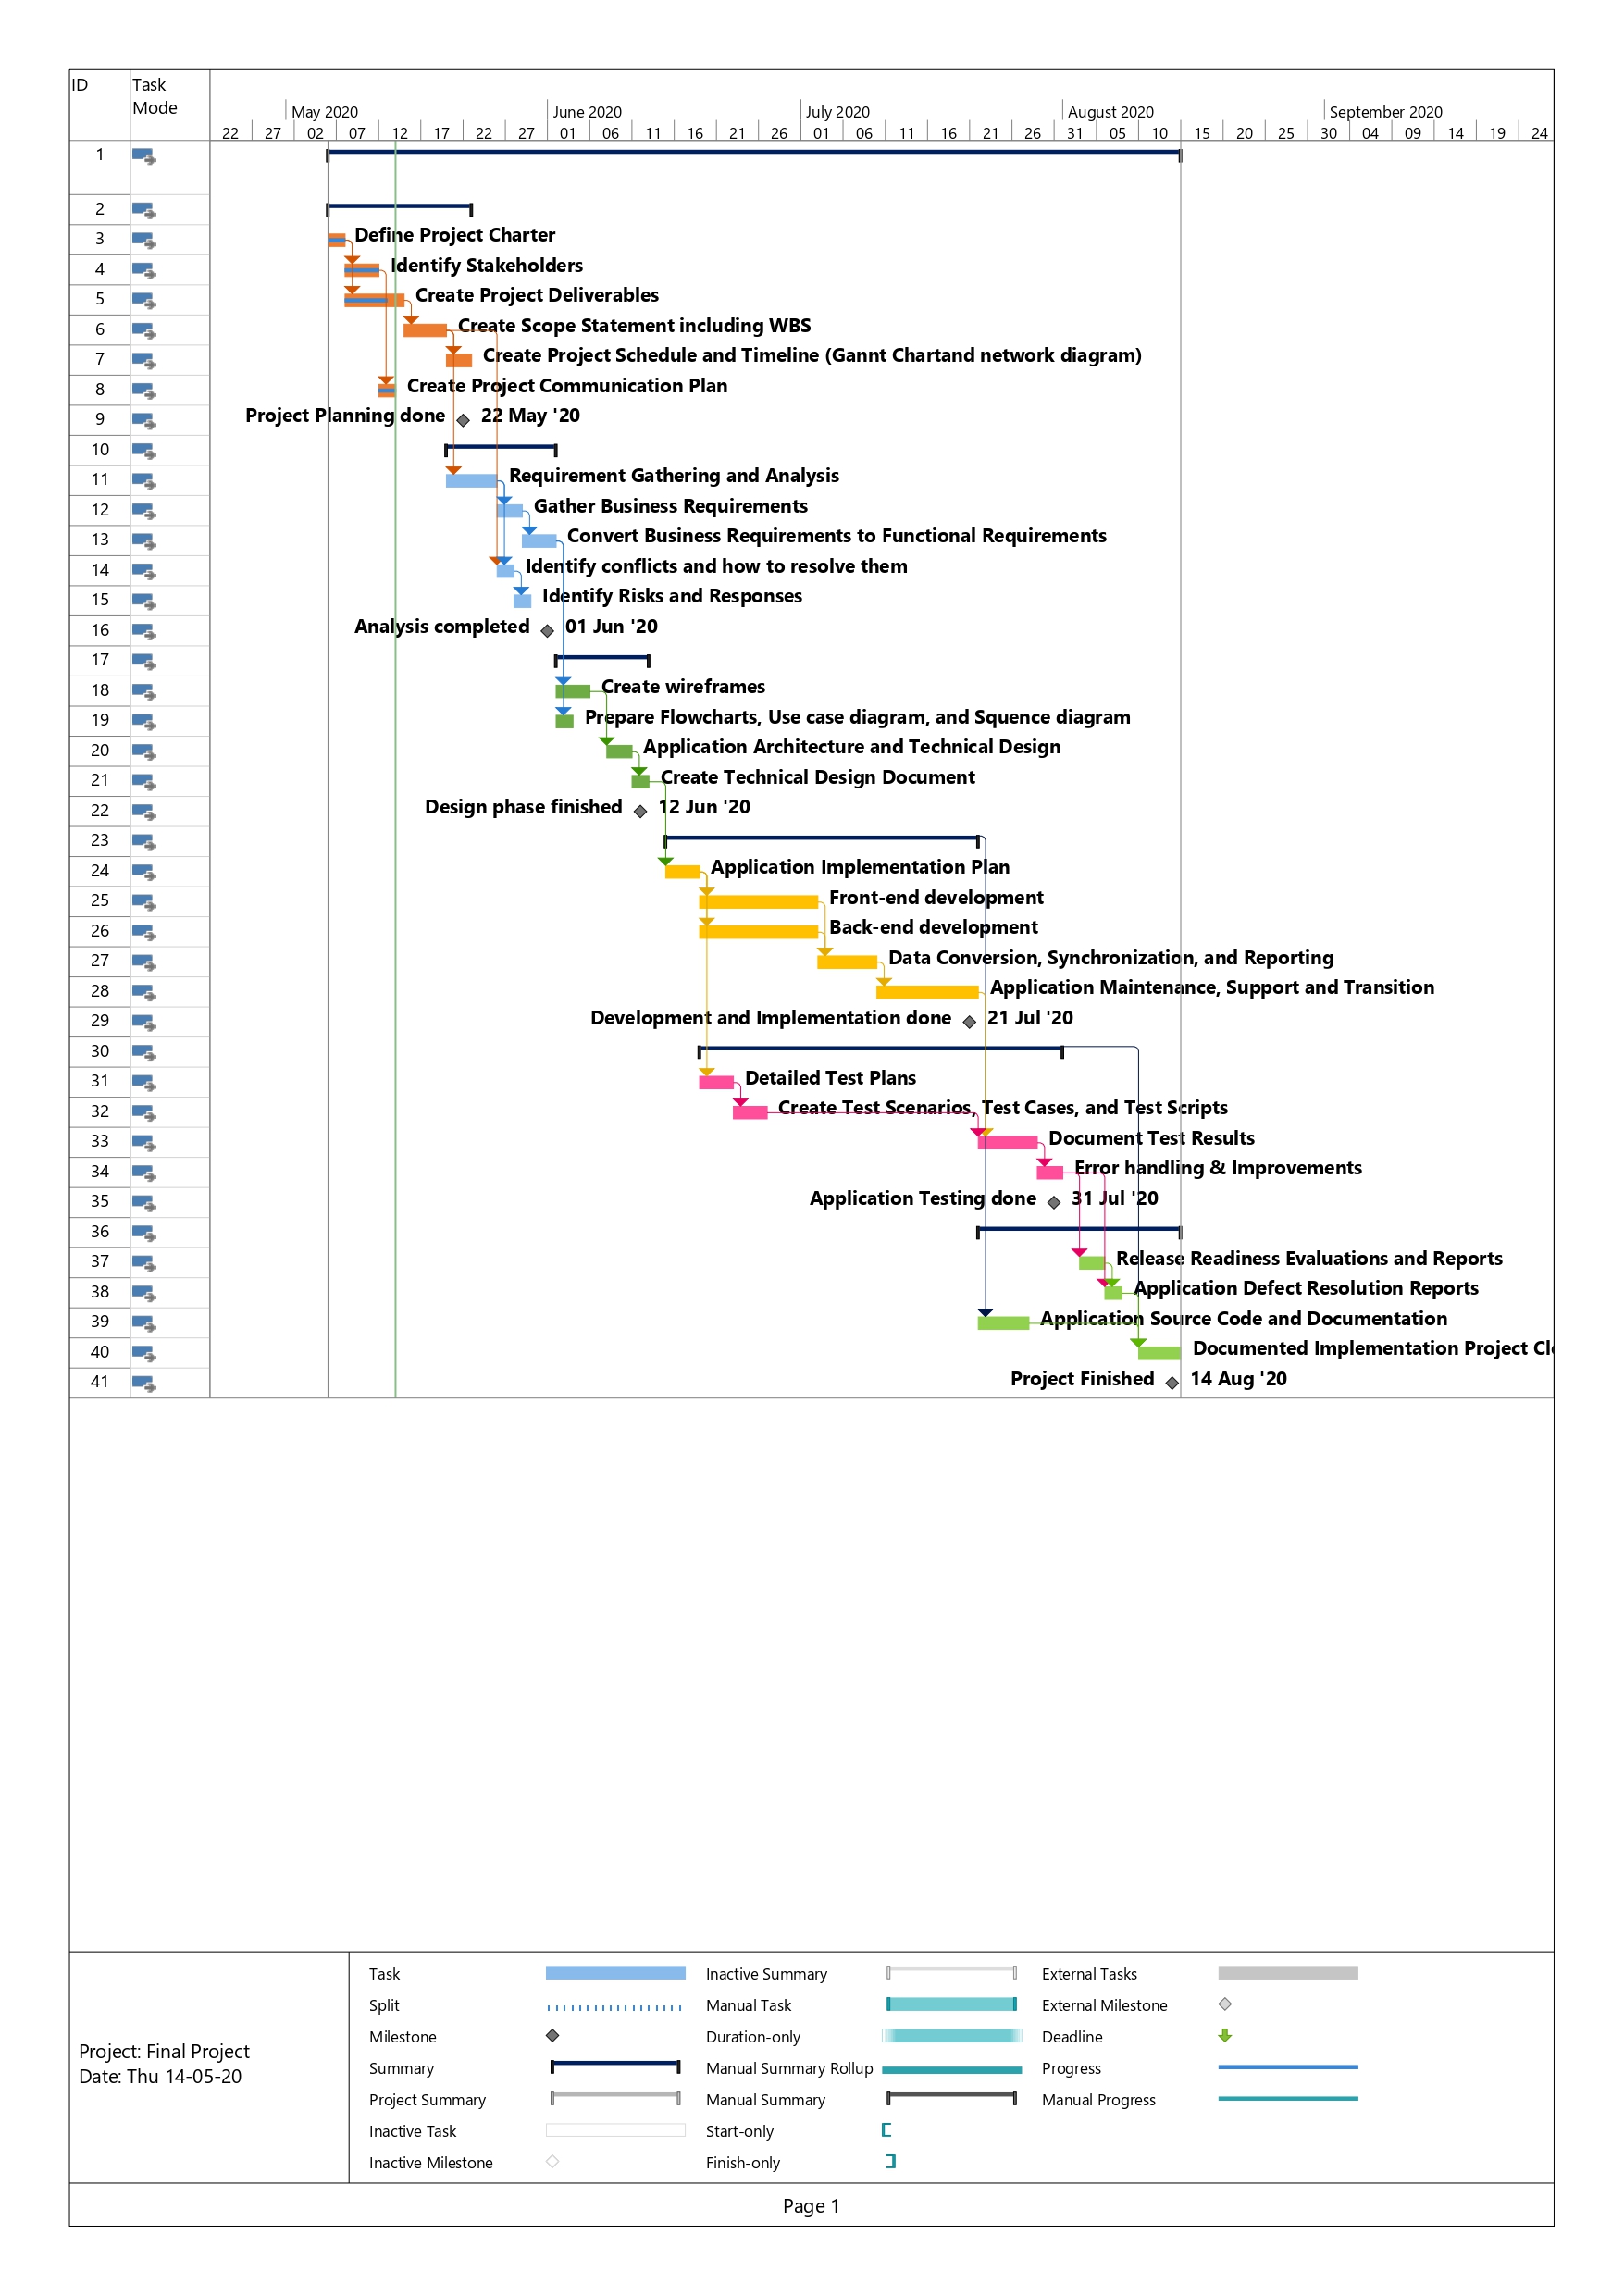 ID Task
Mode
May 2020 June 2020 July 2020 August 2020 September 2020
22 27 02 07 12 17 22 27 01 06 11 16 21 26 01 06 11 16 21 26 31 05 10 15 20 25 30 04 09 14 19 24
1
2
3 Define Project Charter
4 Identify Stakeholders
5 Create Project Deliverables
6 Create Scope Statement including WBS
7 Create Project Schedule and Timeline (Gannt Chartand network diagram)
8 Create Project Communication Plan
9 Project Planning done 22 May '20
10
11 Requirement Gathering and Analysis
12 Gather Business Requirements
13 Convert Business Requirements to Functional Requirements
14 Identify conflicts and how to resolve them
15 Identify Risks and Responses
16 Analysis completed 01 Jun '20
17
18 Create wireframes
19 Prepare Flowcharts, Use case diagram, and Squence diagram
20 Application Architecture and Technical Design
21 Create Technical Design Document
22 Design phase finished 12 Jun '20
23
24 Application Implementation Plan
25 Front-end development
26 Back-end development
27 Data Conversion, Synchronization, and Reporting
28 Application Maintenance, Support and Transition
29 Development and Implementation done 21 Jul '20
30
31 Detailed Test Plans
32 Create Test Scenarios, Test Cases, and Test Scripts
33 Document Test Results
34 Error handling & Improvements
35 Application Testing done 31 Jul '20
36
37 Release Readiness Evaluations and Reports
38 Application Defect Resolution Reports
39 Application Source Code and Documentation
40 Documented Implementation Project
41 Project Finished 14 Aug '20
Project: Final Project
Date: Thu 14-05-20
Task Inactive Summary External Tasks
Split Manual Task External Milestone
Milestone Duration-only Deadline
Summary Manual Summary Rollup Progress
Project Summary Manual Summary Manual Progress
Inactive Task Start-only
Inactive Milestone Finish-only
Page 1